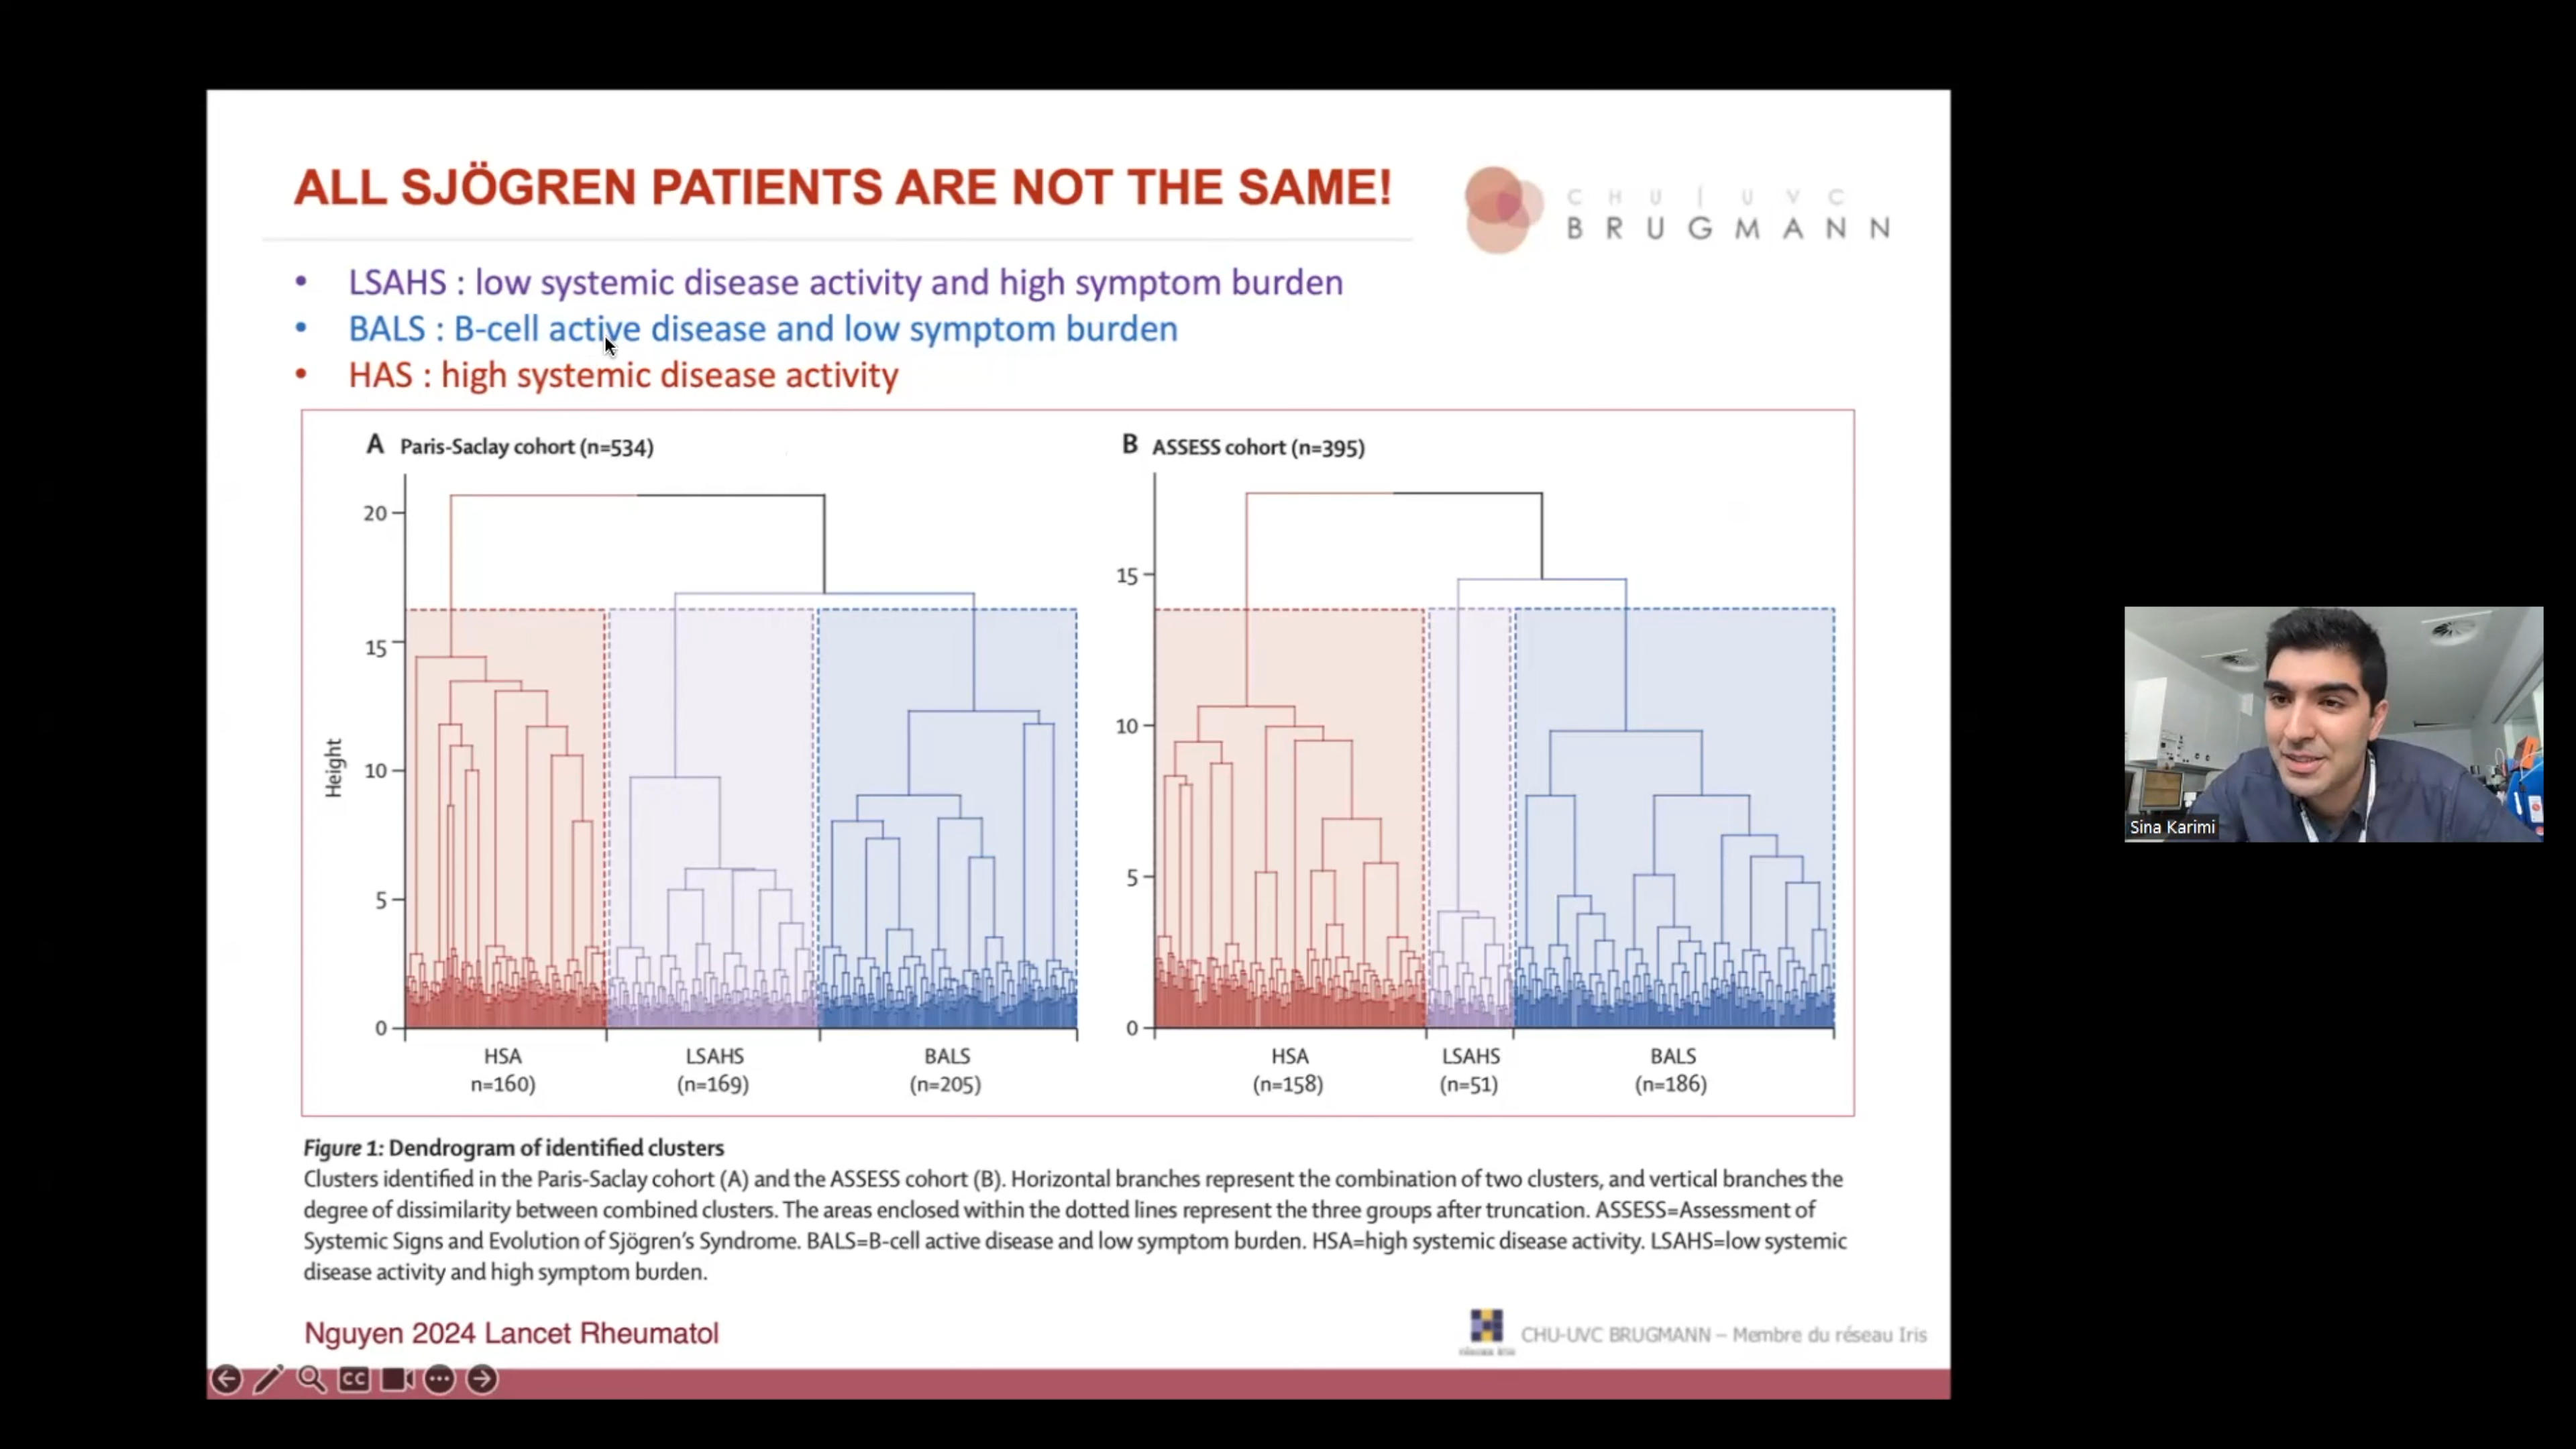 ALL SJÖGREN PATIENTS ARE NOT THE SAME!
CHU | UVC
BRUGMANN
• LSAHS : low systemic disease activity and high symptom burden
• BALS : B-cell active disease and low symptom burden
• HAS : high systemic disease activity
A Paris-Saclay cohort (n=534)
20
15
10
5
0
Height
HSA
n=160)
LSAHS
(n=169)
BALS
(n=205)
B ASSESS cohort (n=395)
15
10
5
0
HSA
(n=158)
LSAHS
(n=51)
BALS
(n=186)
Figure 1: Dendrogram of identified clusters
Clusters identified in the Paris-Saclay cohort (A) and the ASSESS cohort (B). Horizontal branches represent the combination of two clusters, and vertical branches the
degree of dissimilarity between combined clusters. The areas enclosed within the dotted lines represent the three groups after truncation. ASSESS=Assessment of
Systemic Signs and Evolution of Sjögren's Syndrome. BALS=B-cell active disease and low symptom burden. HSA=high systemic disease activity. LSAHS=low systemic
disease activity and high symptom burden.
Nguyen 2024 Lancet Rheumatol
CHU-UVC BRUGMANN – Membre du réseau Iris
CC
Sina Karimi